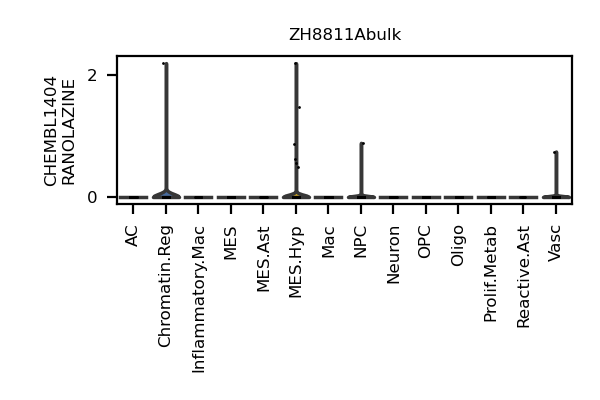 ZH8811Abulk
CHEMBL1404
RANOLAZINE
2
0
AC
Chromatin.Reg
Inflammatory.Mac
MES
MES.Ast
MES.Hyp
Mac
NPC
Neuron
OPC
Oligo
Prolif.Metab
Reactive.Ast
Vasc